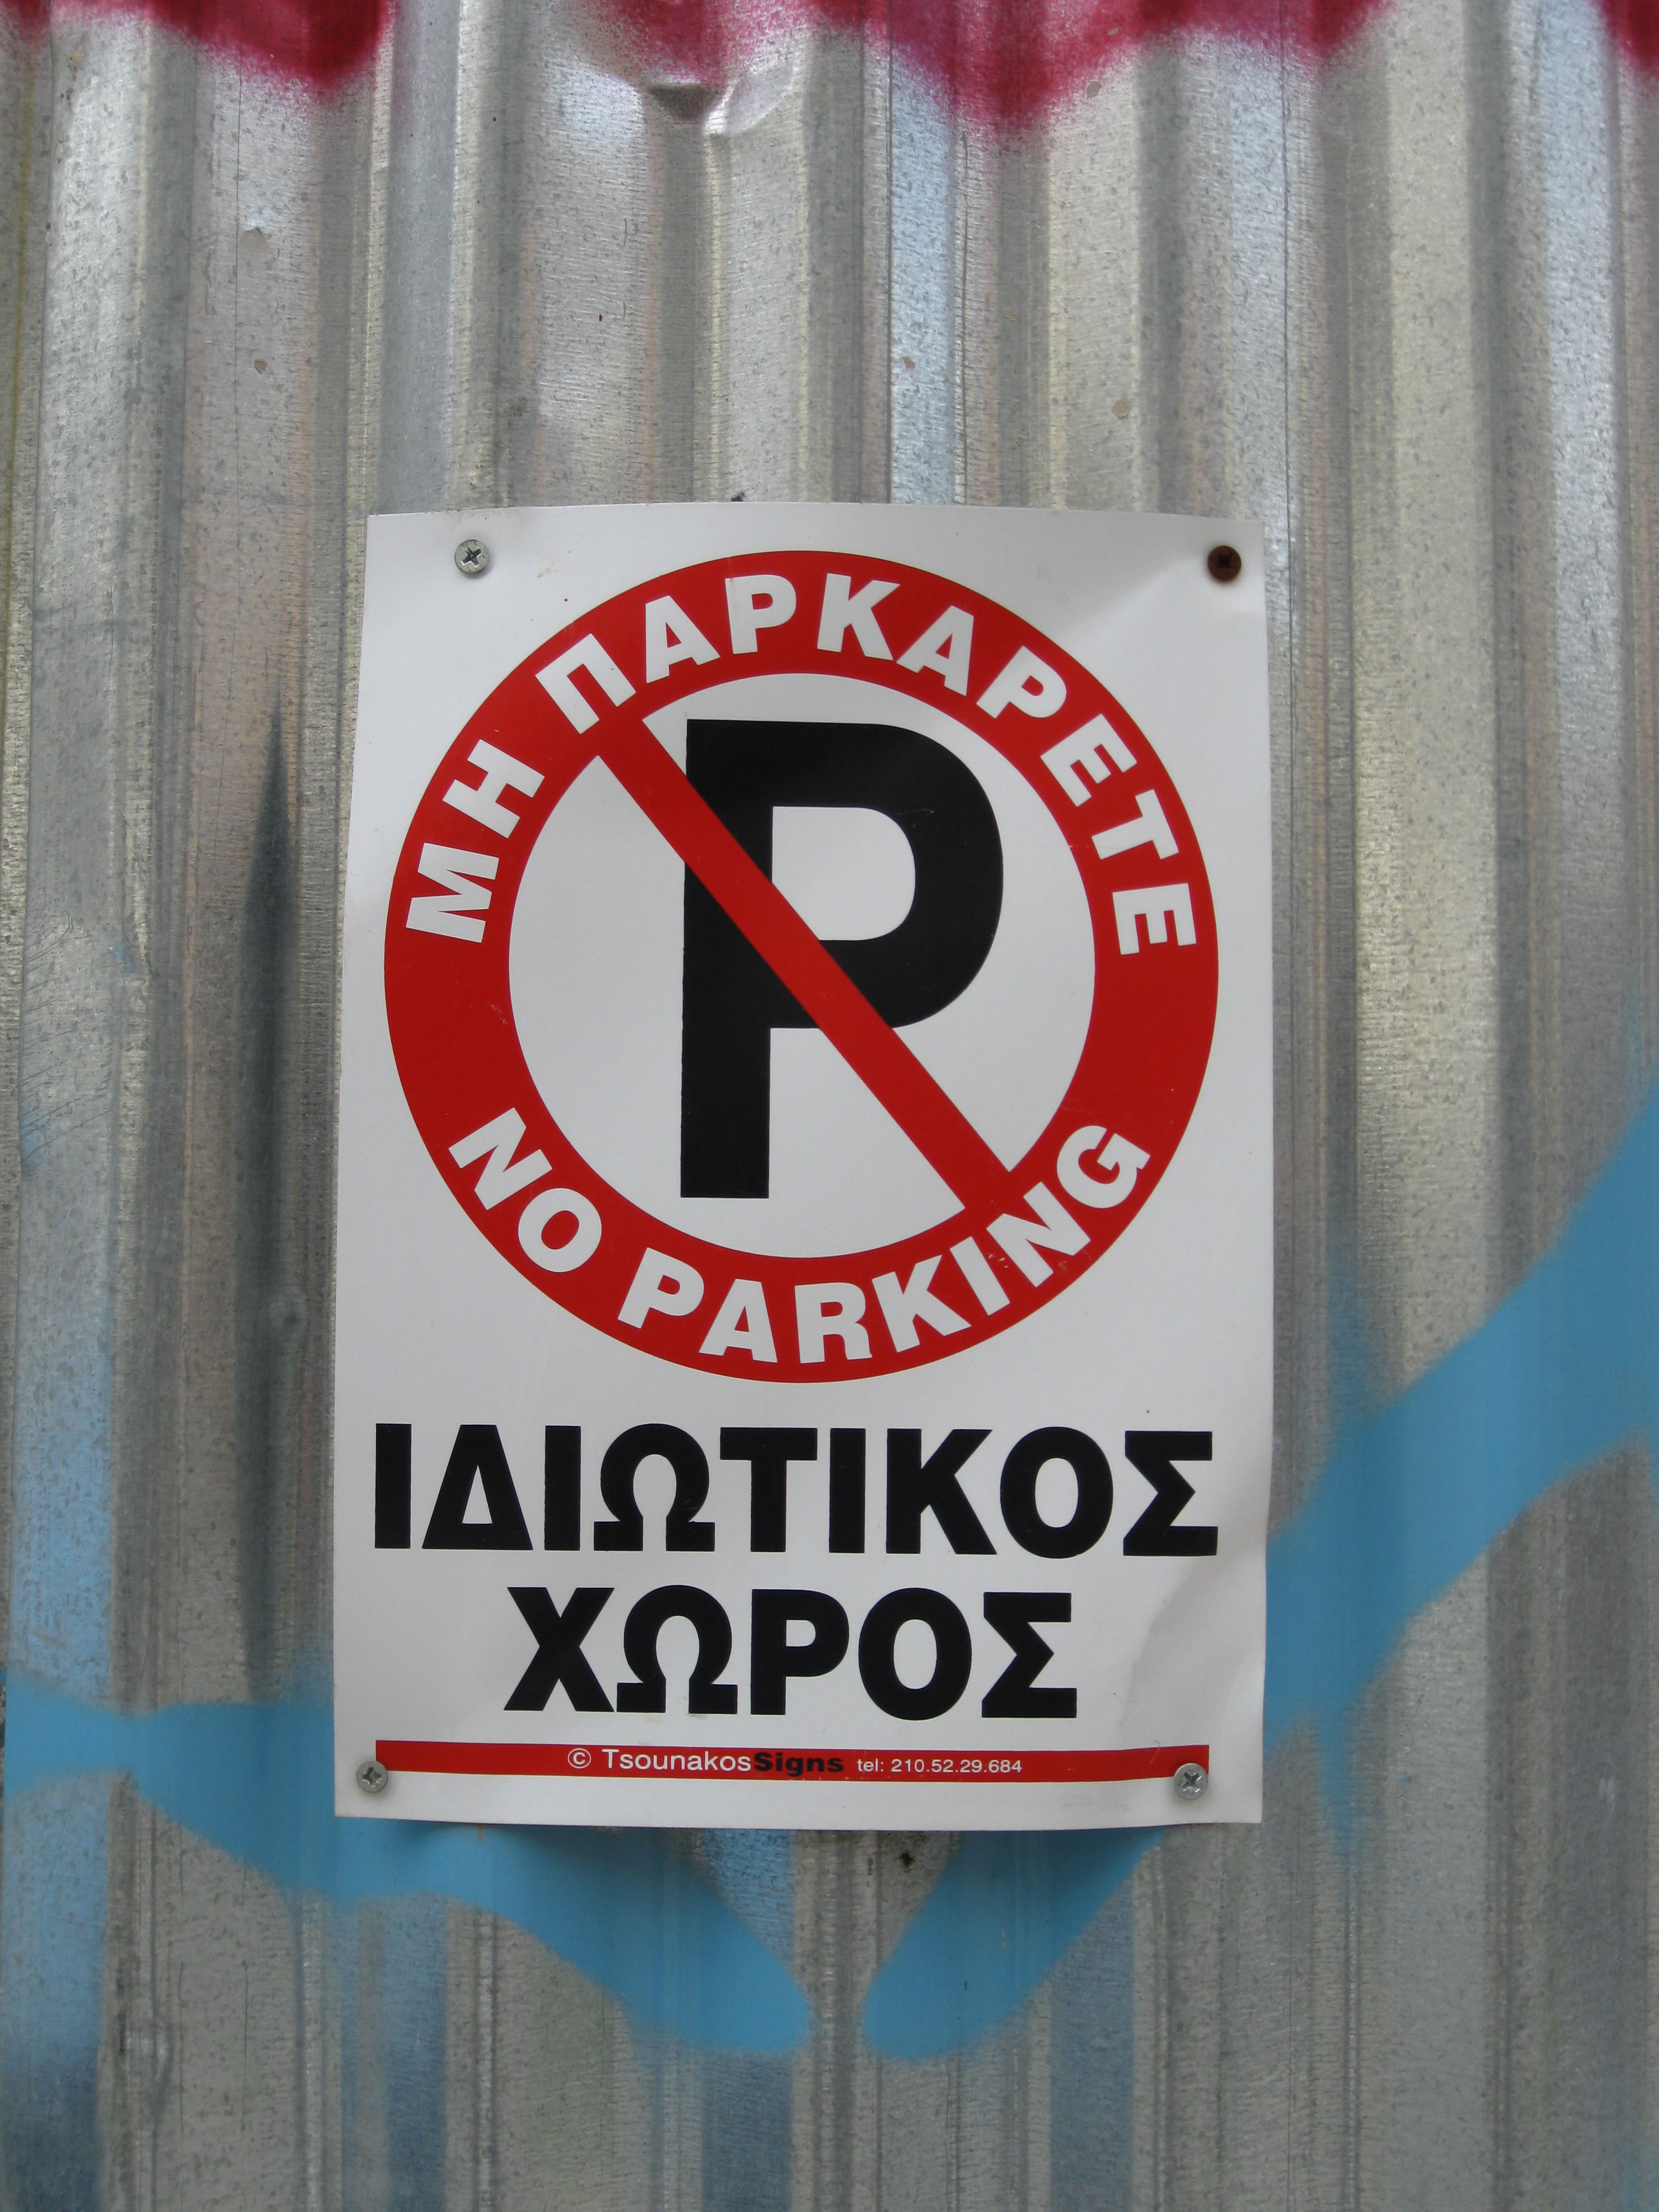 ΜΗ ΠΑΡΚΑΡΕΤΕ
P
NO PARKING
ΙΔΙΩΤΙΚΟΣ
ΧΩΡΟΣ
© TsounakosSigns tel: 210.52.29.684